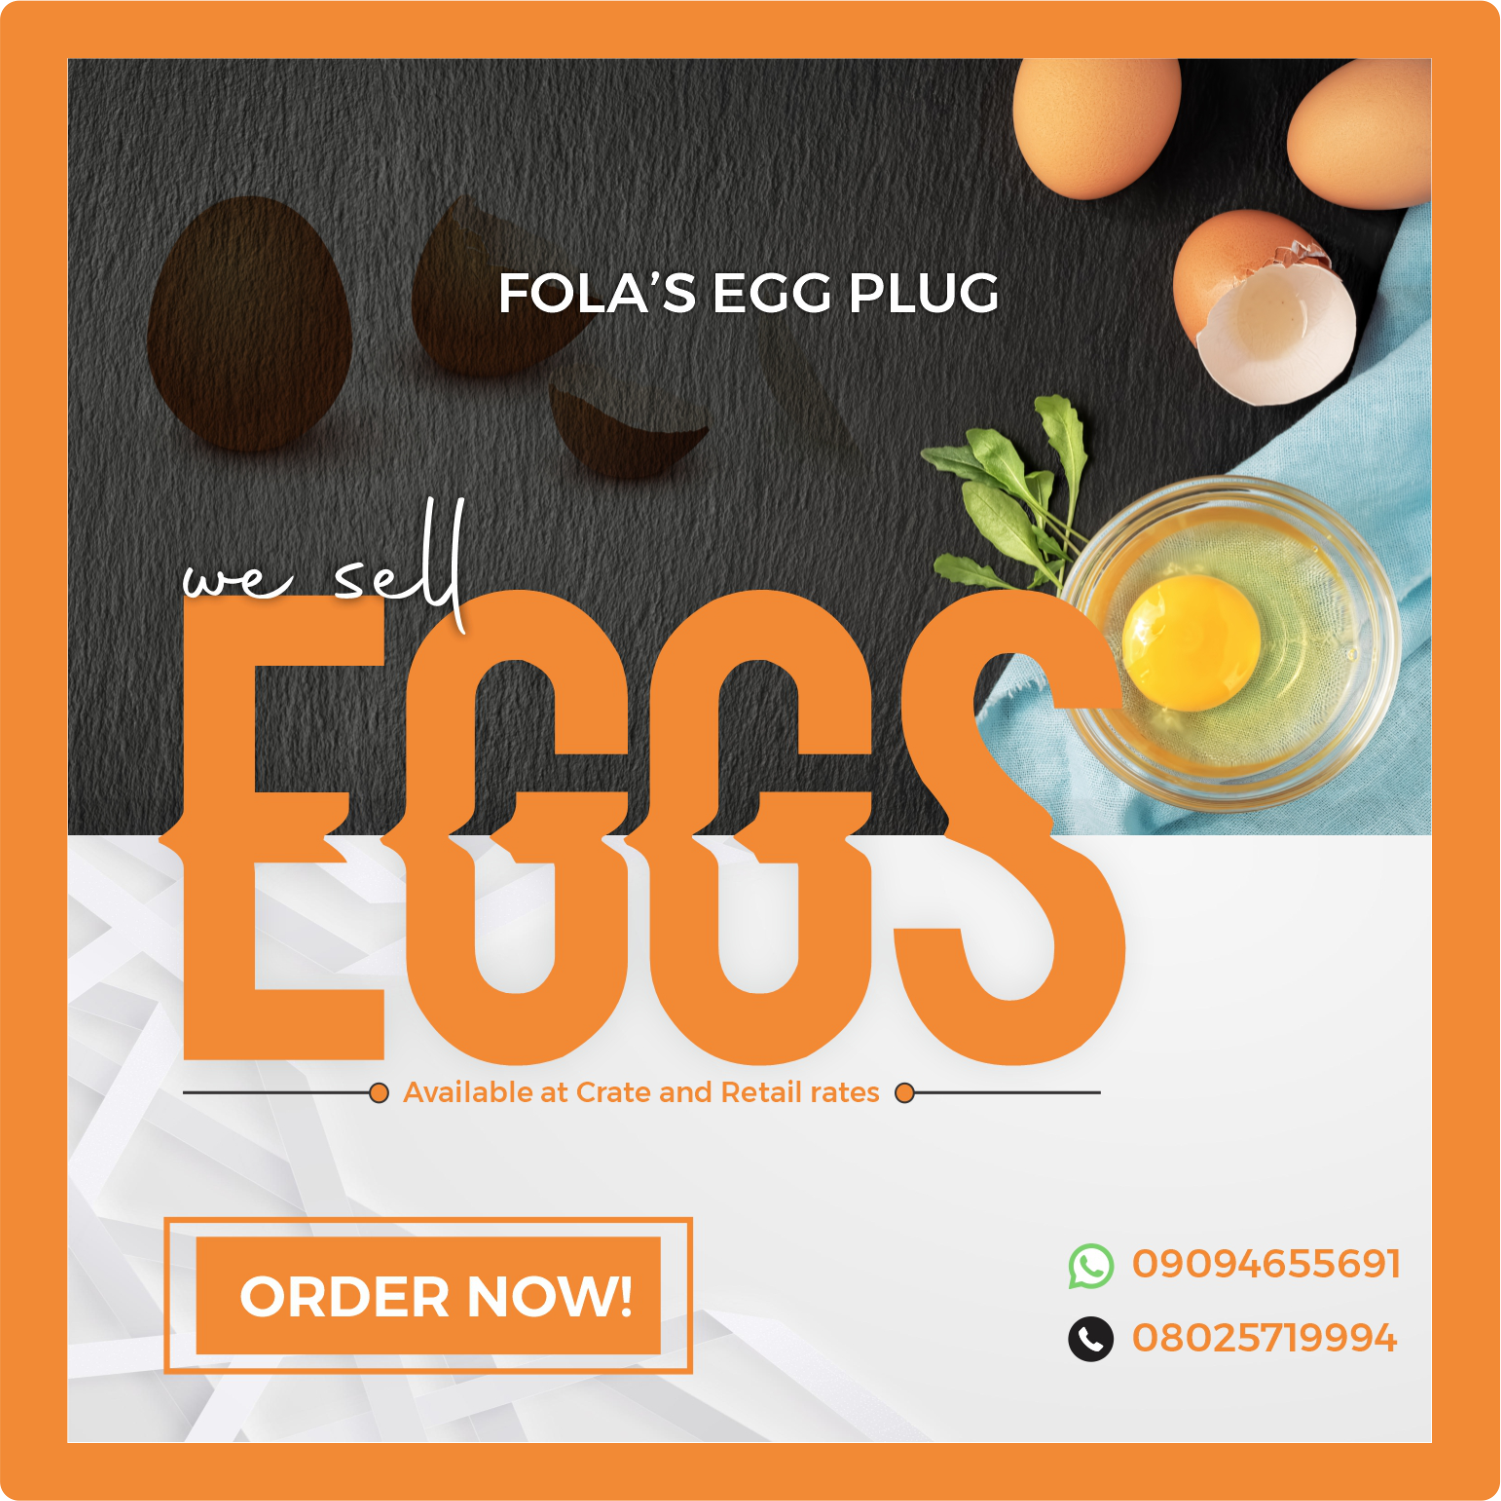 FOLA’S EGG PLUG
we sell
EGGS
Available at Crate and Retail rates
ORDER NOW!
09094655691
08025719994